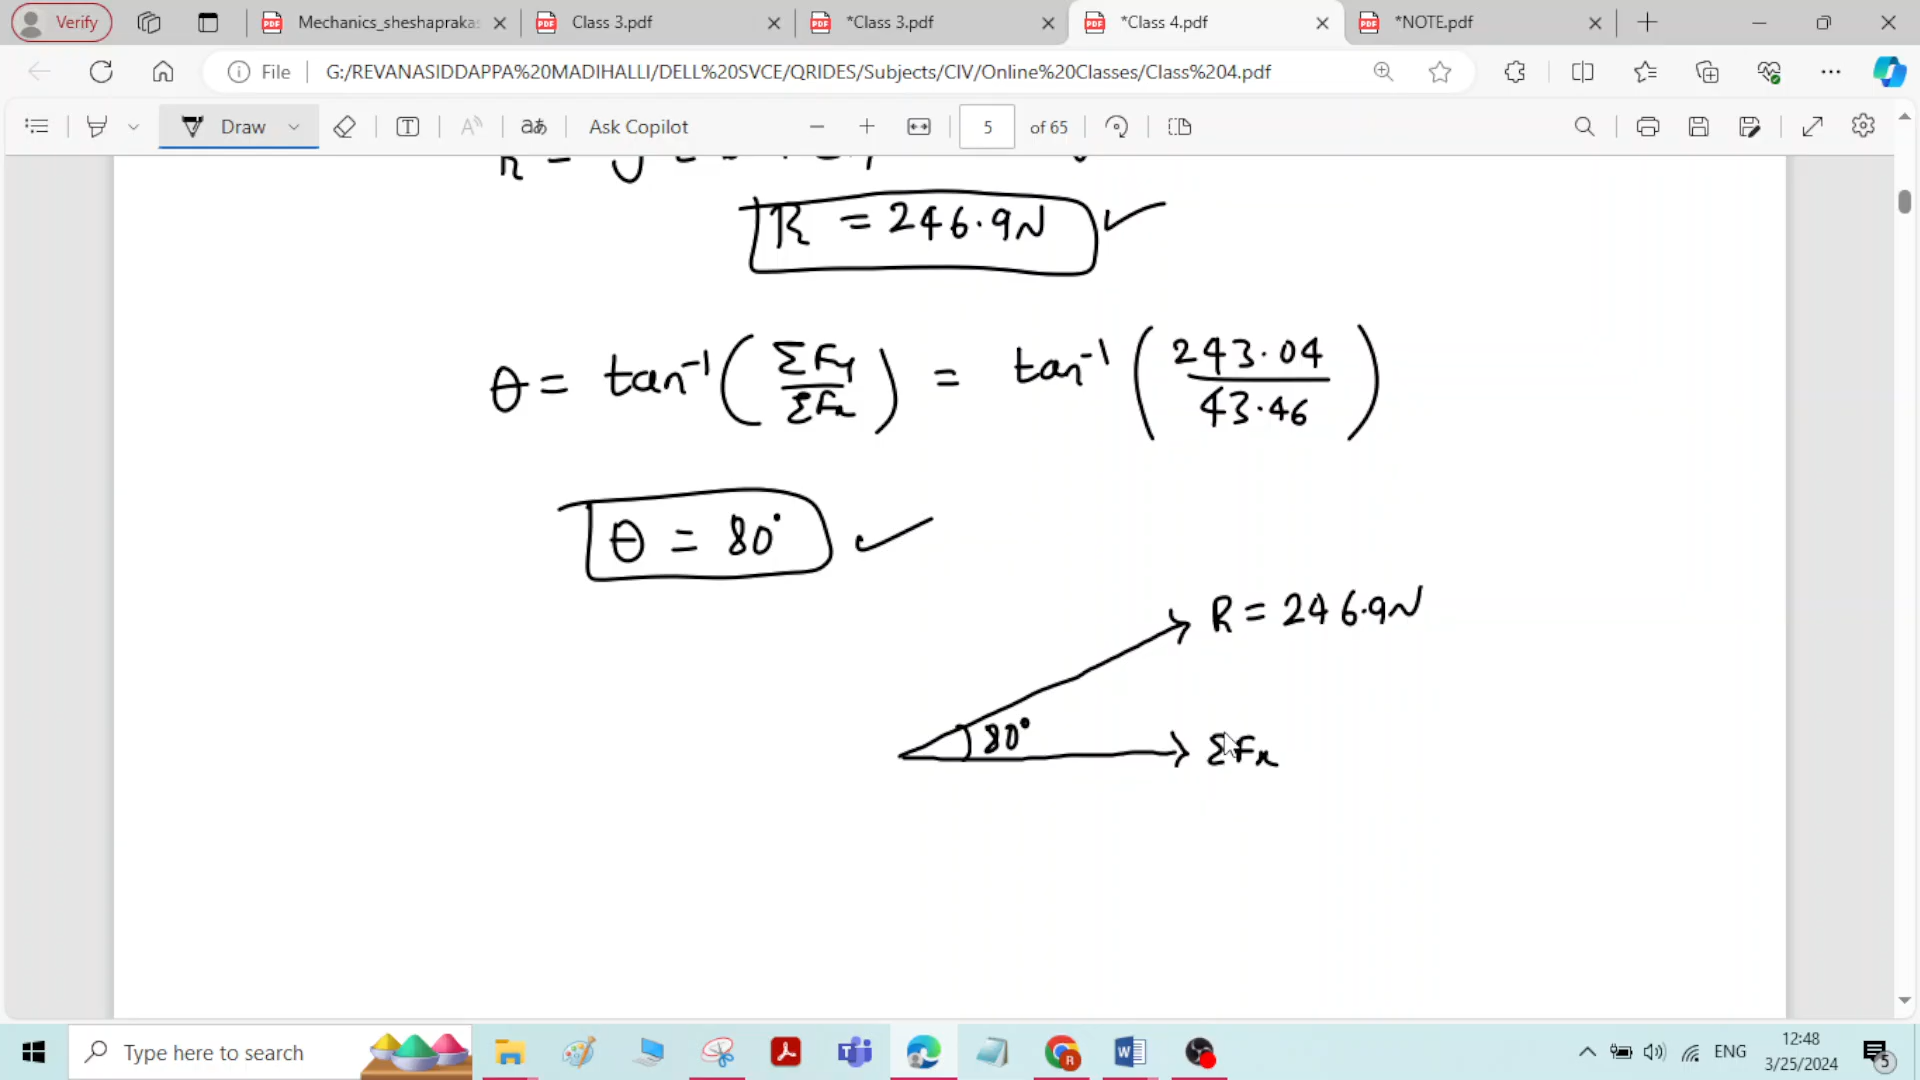 Verify
Mechanics_sheshapraka
Class 3.pdf
*Class 3.pdf
*Class 4.pdf
*NOTE.pdf
File
G:/REVANASIDDAPPA%20MADIHALLI/DELL%20SVCE/QRIDES/Subjects/CIV/Online%20Classes/Class%204.pdf
Draw
Ask Copilot
5 of 65
R = 246.9N
θ = tan⁻¹(ΣFy/ΣFx) = tan⁻¹(243.04/43.46)
θ = 80°
R = 246.9N
80°
ΣFx
Type here to search
ENG
12:48
3/25/2024
5